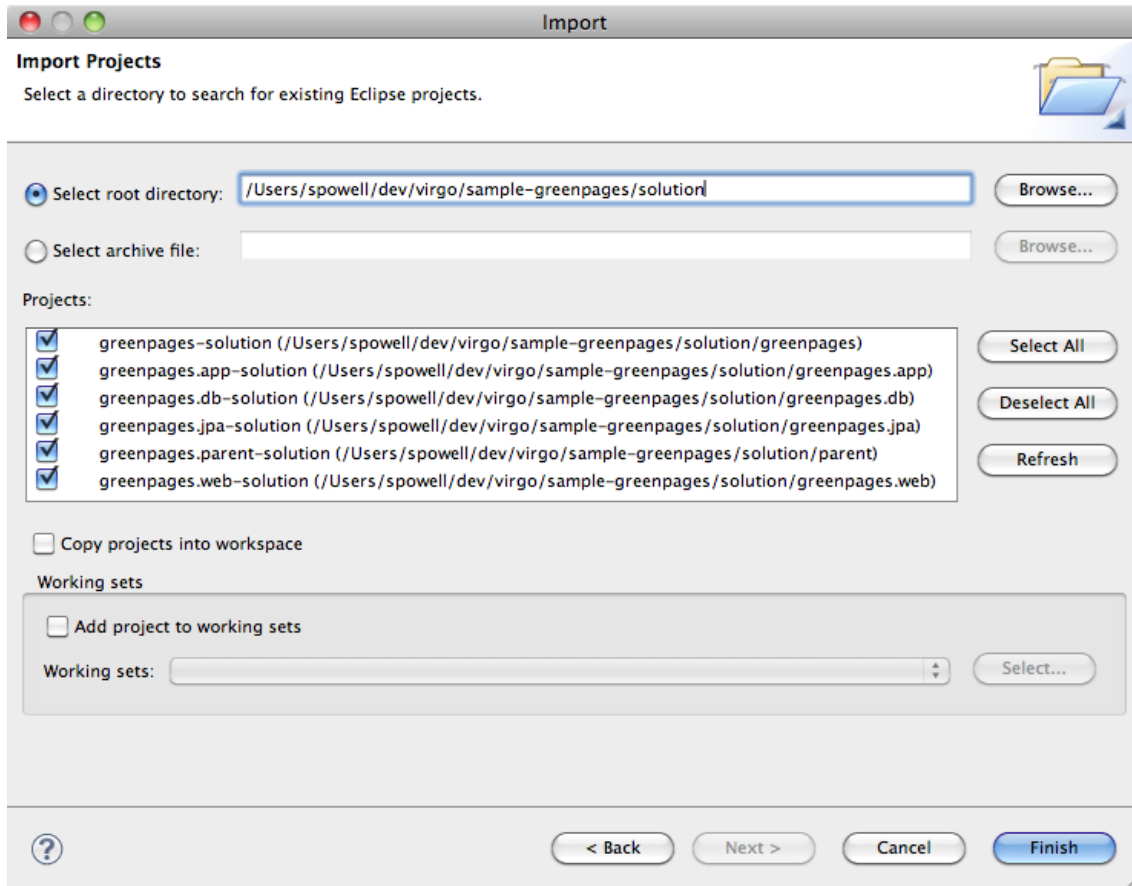 Import
Import Projects
Select a directory to search for existing Eclipse projects.
Select root directory: /Users/spowell/dev/virgo/sample-greenpages/solution Browse...
Select archive file: Browse...
Projects:
greenpages-solution (/Users/spowell/dev/virgo/sample-greenpages/solution/greenpages)
greenpages.app-solution (/Users/spowell/dev/virgo/sample-greenpages/solution/greenpages.app)
greenpages.db-solution (/Users/spowell/dev/virgo/sample-greenpages/solution/greenpages.db)
greenpages.jpa-solution (/Users/spowell/dev/virgo/sample-greenpages/solution/greenpages.jpa)
greenpages.parent-solution (/Users/spowell/dev/virgo/sample-greenpages/solution/parent)
greenpages.web-solution (/Users/spowell/dev/virgo/sample-greenpages/solution/greenpages.web)
Select All
Deselect All
Refresh
Copy projects into workspace
Working sets
Add project to working sets
Working sets: Select...
? < Back Next > Cancel Finish